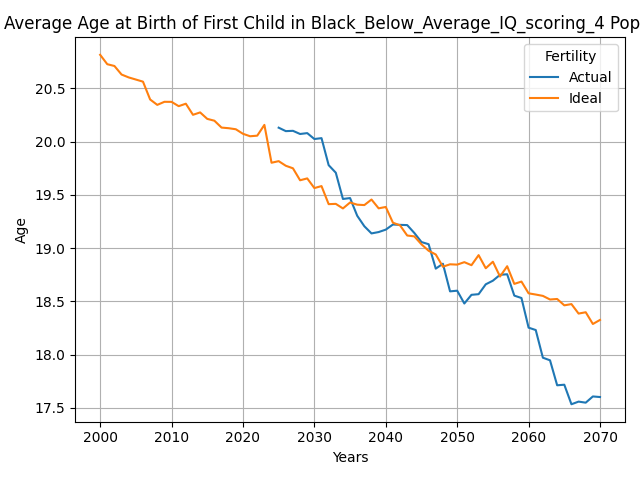 Average Age at Birth of First Child in Black_Below_Average_IQ_scoring_4 Pop
Fertility
Actual
Ideal
Age
20.5
20.0
19.5
19.0
18.5
18.0
17.5
2000 2010 2020 2030 2040 2050 2060 2070
Years